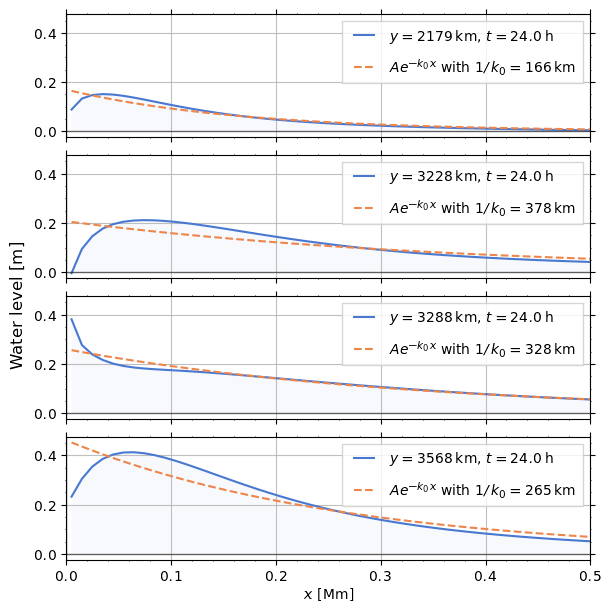 0.4
0.2
0.0
y = 2179 km, t = 24.0 h
Ae^{-k_0 x} with 1/k_0 = 166 km
0.4
0.2
0.0
y = 3228 km, t = 24.0 h
Ae^{-k_0 x} with 1/k_0 = 378 km
Water level [m]
0.4
0.2
0.0
y = 3288 km, t = 24.0 h
Ae^{-k_0 x} with 1/k_0 = 328 km
0.4
0.2
0.0
y = 3568 km, t = 24.0 h
Ae^{-k_0 x} with 1/k_0 = 265 km
0.0 0.1 0.2 0.3 0.4 0.5
x [Mm]